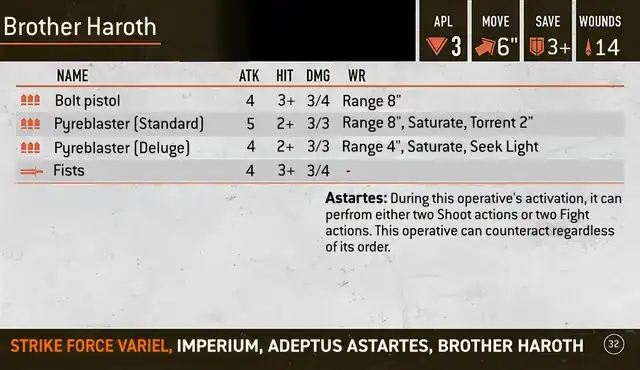 Brother Haroth
APL MOVE SAVE WOUNDS
3 6" 3+ 14
NAME ATK HIT DMG WR
Bolt pistol 4 3+ 3/4 Range 8"
Pyreblaster (Standard) 5 2+ 3/3 Range 8", Saturate, Torrent 2"
Pyreblaster (Deluge) 4 2+ 3/3 Range 4", Saturate, Seek Light
Fists 4 3+ 3/4 -
Astartes: During this operative's activation, it can
perfrom either two Shoot actions or two Fight
actions. This operative can counteract regardless
of its order.
STRIKE FORCE VARIEL, IMPERIUM, ADEPTUS ASTARTES, BROTHER HAROTH 32